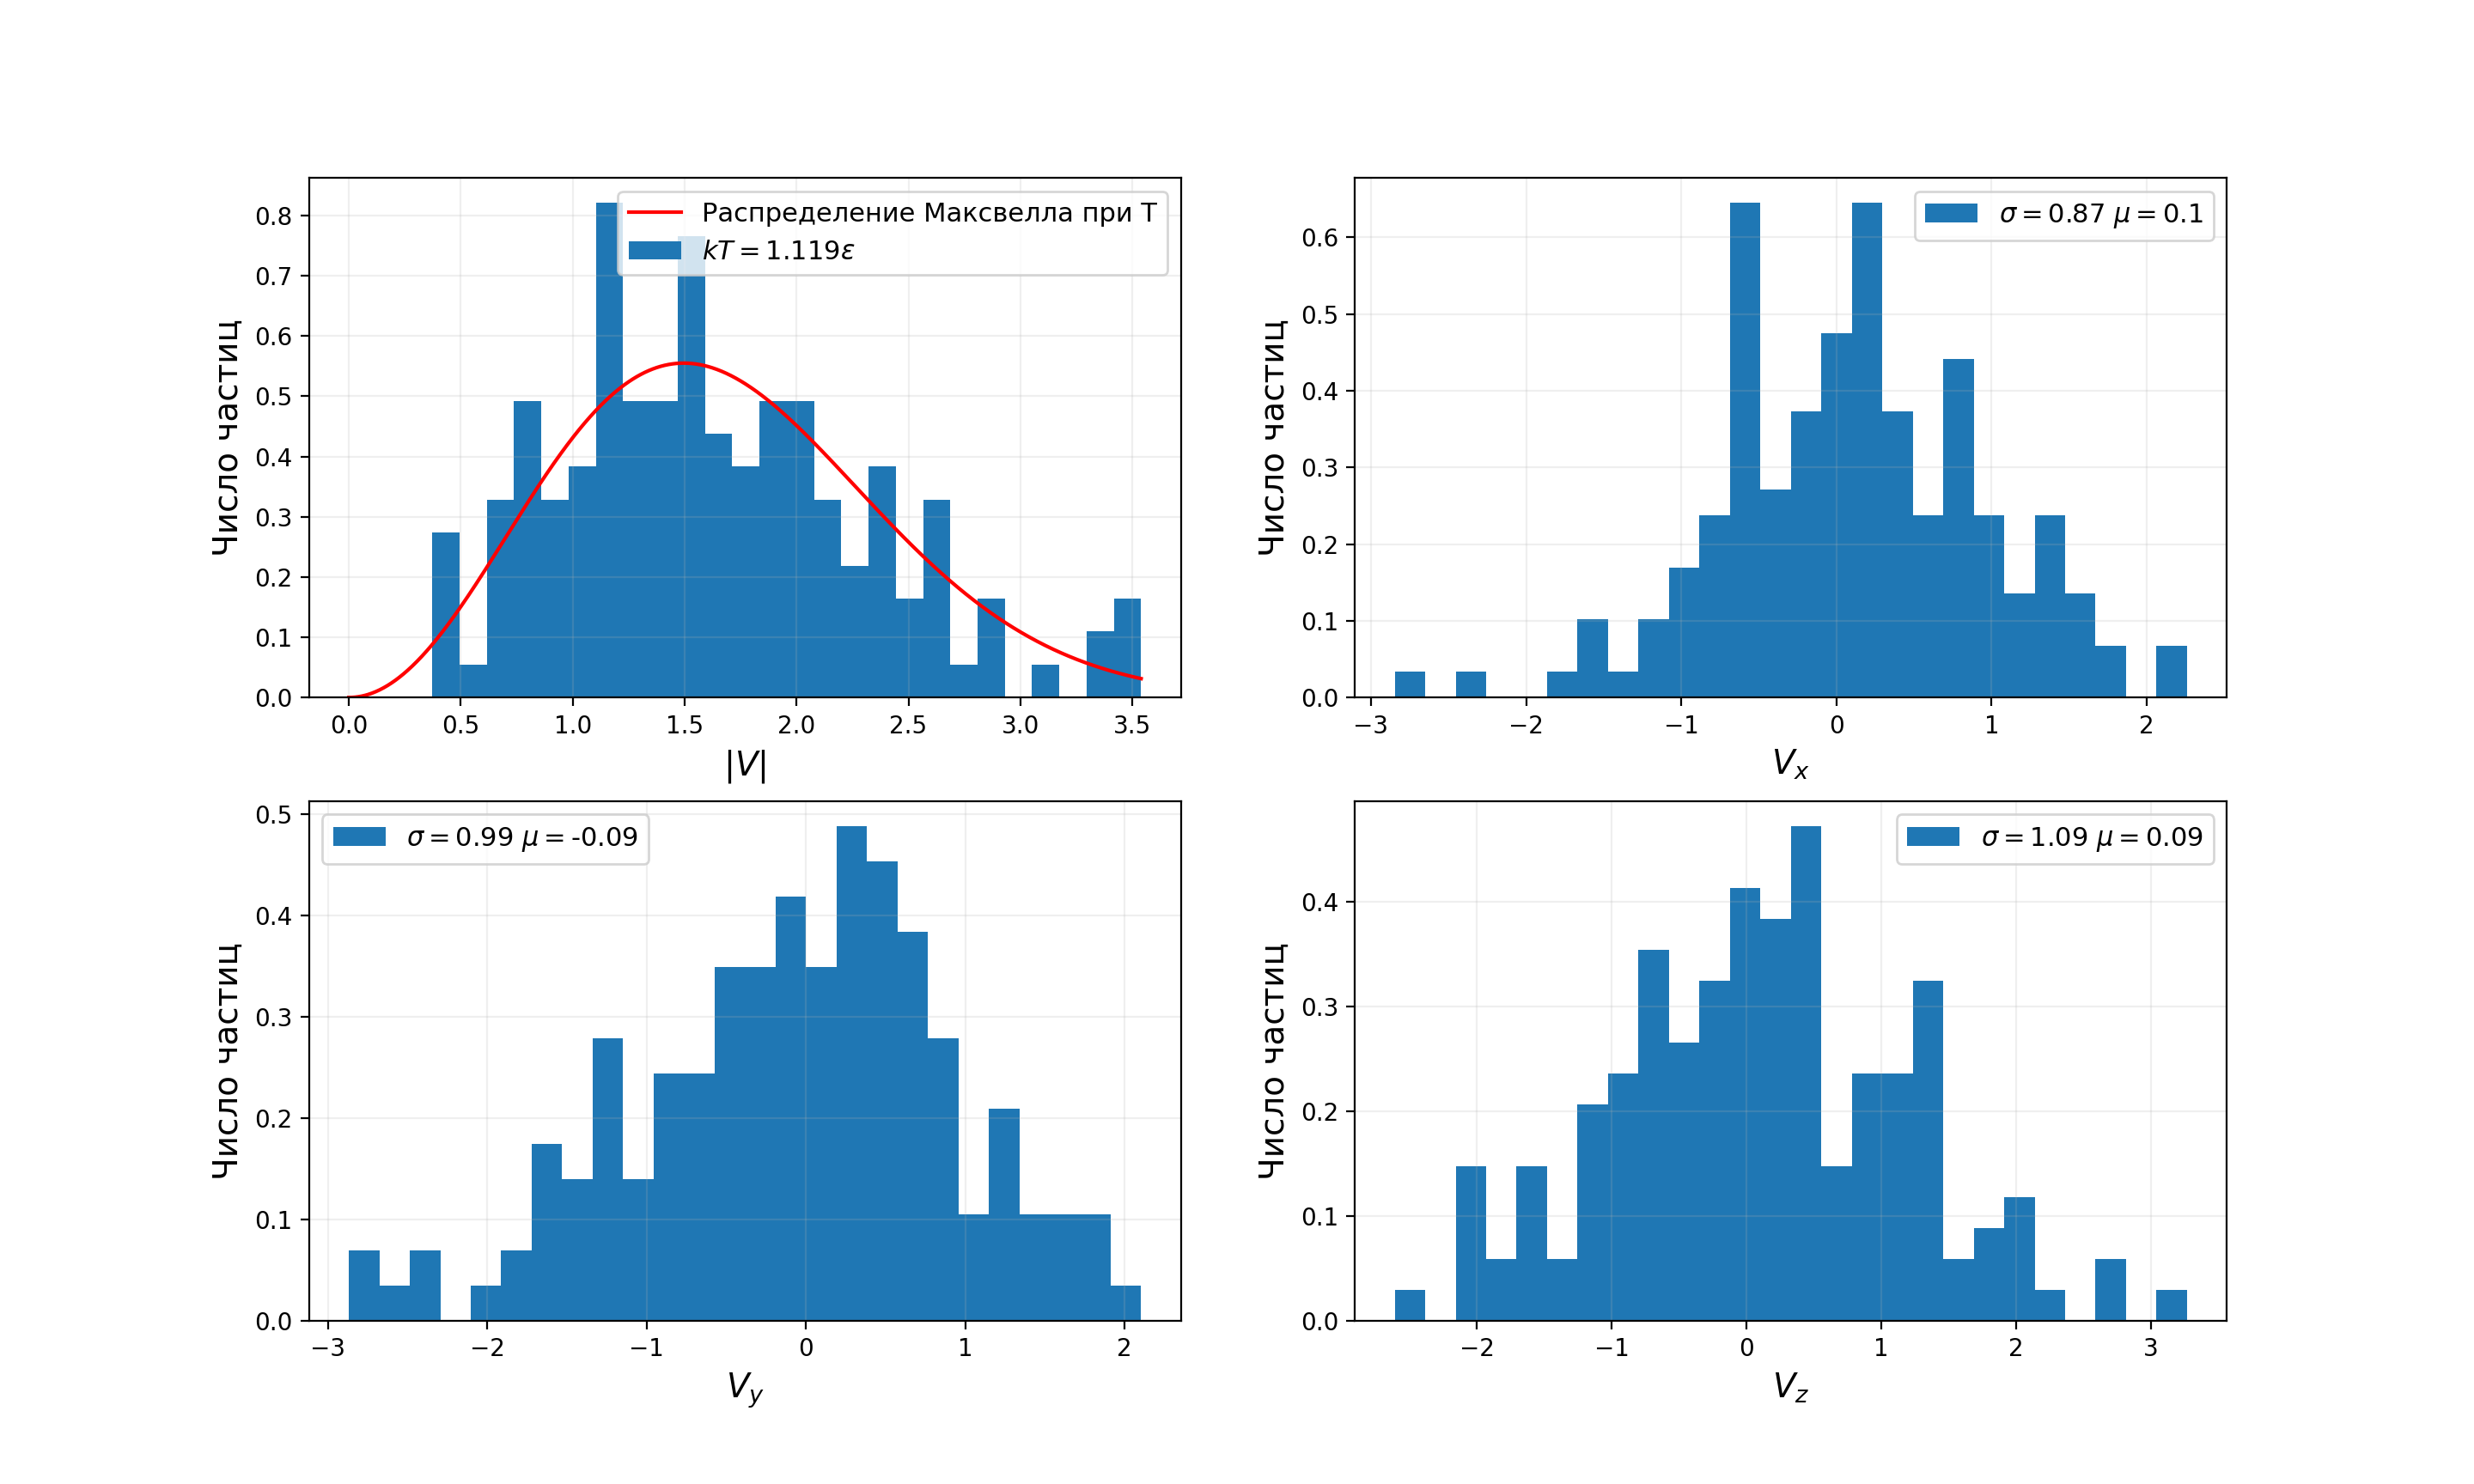 Распределение Максвелла при T
kT = 1.119ε
Число частиц
0.8
0.7
0.6
0.5
0.4
0.3
0.2
0.1
0.0
0.0 0.5 1.0 1.5 2.0 2.5 3.0 3.5
|V|
σ = 0.87 μ = 0.1
Число частиц
0.6
0.5
0.4
0.3
0.2
0.1
0.0
−3 −2 −1 0 1 2
Vx
σ = 0.99 μ = -0.09
Число частиц
0.5
0.4
0.3
0.2
0.1
0.0
−3 −2 −1 0 1 2
Vy
σ = 1.09 μ = 0.09
Число частиц
0.4
0.3
0.2
0.1
0.0
−2 −1 0 1 2 3
Vz